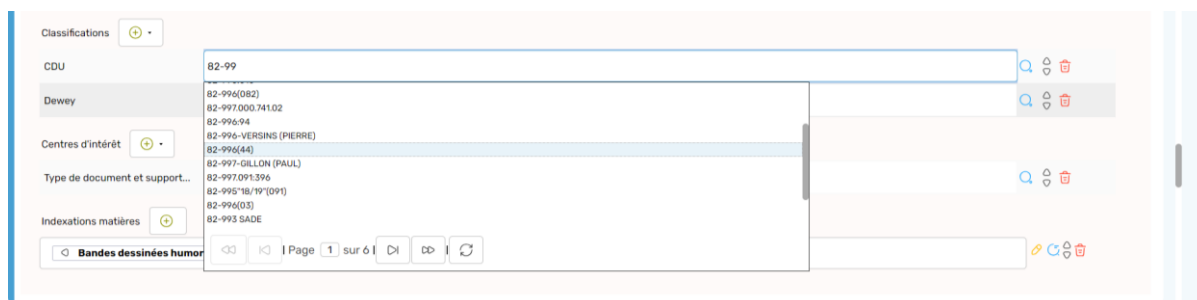 Classifications
CDU 82-99
82-996(082)
Dewey
82-997.000.741.02
82-996:94
82-996-VERSINS (PIERRE)
Centres d'intérêt
82-996(44)
82-997-GILLON (PAUL)
Type de document et support...
82-997.091:396
82-995"18/19"(091)
82-996(03)
Indexations matières
82-993 SADE
| Page 1 sur 6 | |
Bandes dessinées humor